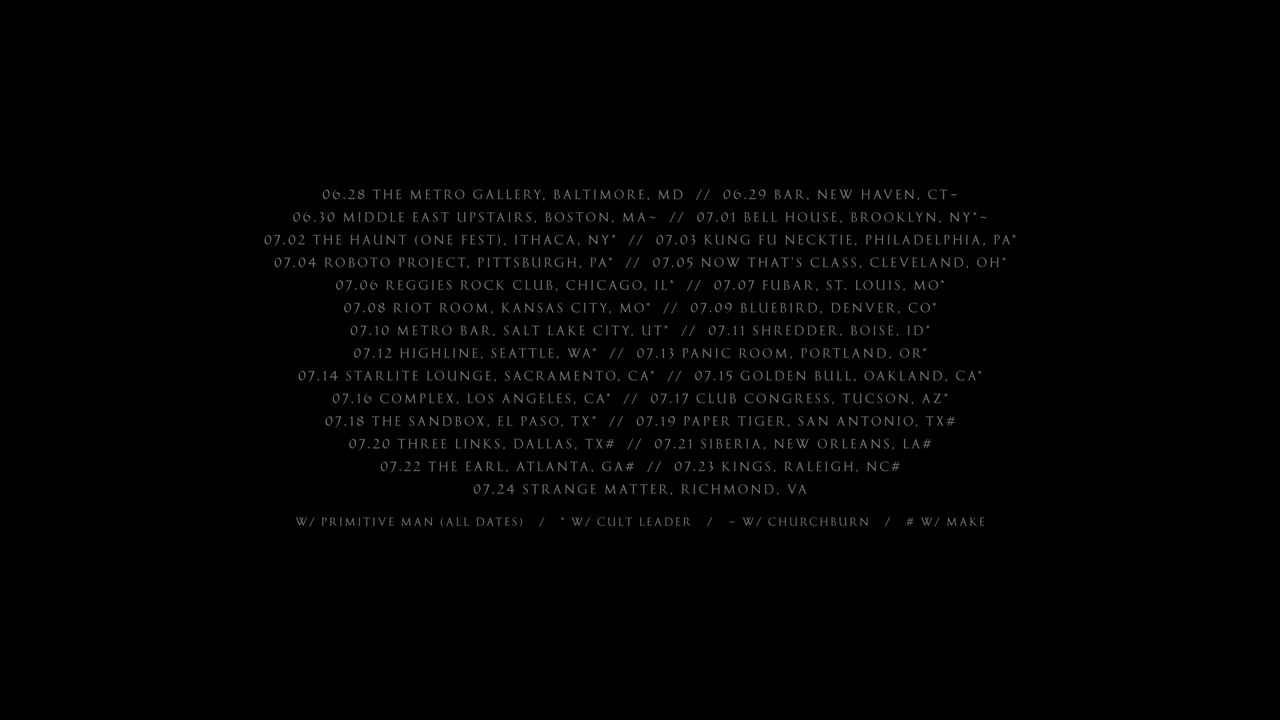 06.28 THE METRO GALLERY, BALTIMORE, MD // 06.29 BAR, NEW HAVEN, CT~
06.30 MIDDLE EAST UPSTAIRS, BOSTON, MA~ // 07.01 BELL HOUSE, BROOKLYN, NY*~
07.02 THE HAUNT (ONE FEST), ITHACA, NY* // 07.03 KUNG FU NECKTIE, PHILADELPHIA, PA*
07.04 ROBOTO PROJECT, PITTSBURGH, PA* // 07.05 NOW THAT'S CLASS, CLEVELAND, OH*
07.06 REGGIES ROCK CLUB, CHICAGO, IL* // 07.07 FUBAR, ST. LOUIS, MO*
07.08 RIOT ROOM, KANSAS CITY, MO* // 07.09 BLUEBIRD, DENVER, CO*
07.10 METRO BAR, SALT LAKE CITY, UT* // 07.11 SHREDDER, BOISE, ID*
07.12 HIGHLINE, SEATTLE, WA* // 07.13 PANIC ROOM, PORTLAND, OR*
07.14 STARLITE LOUNGE, SACRAMENTO, CA* // 07.15 GOLDEN BULL, OAKLAND, CA*
07.16 COMPLEX, LOS ANGELES, CA* // 07.17 CLUB CONGRESS, TUCSON, AZ*
07.18 THE SANDBOX, EL PASO, TX* // 07.19 PAPER TIGER, SAN ANTONIO, TX#
07.20 THREE LINKS, DALLAS, TX# // 07.21 SIBERIA, NEW ORLEANS, LA#
07.22 THE EARL, ATLANTA, GA# // 07.23 KINGS, RALEIGH, NC#
07.24 STRANGE MATTER, RICHMOND, VA
W/ PRIMITIVE MAN (ALL DATES) / * W/ CULT LEADER / ~ W/ CHURCHBURN / # W/ MAKE